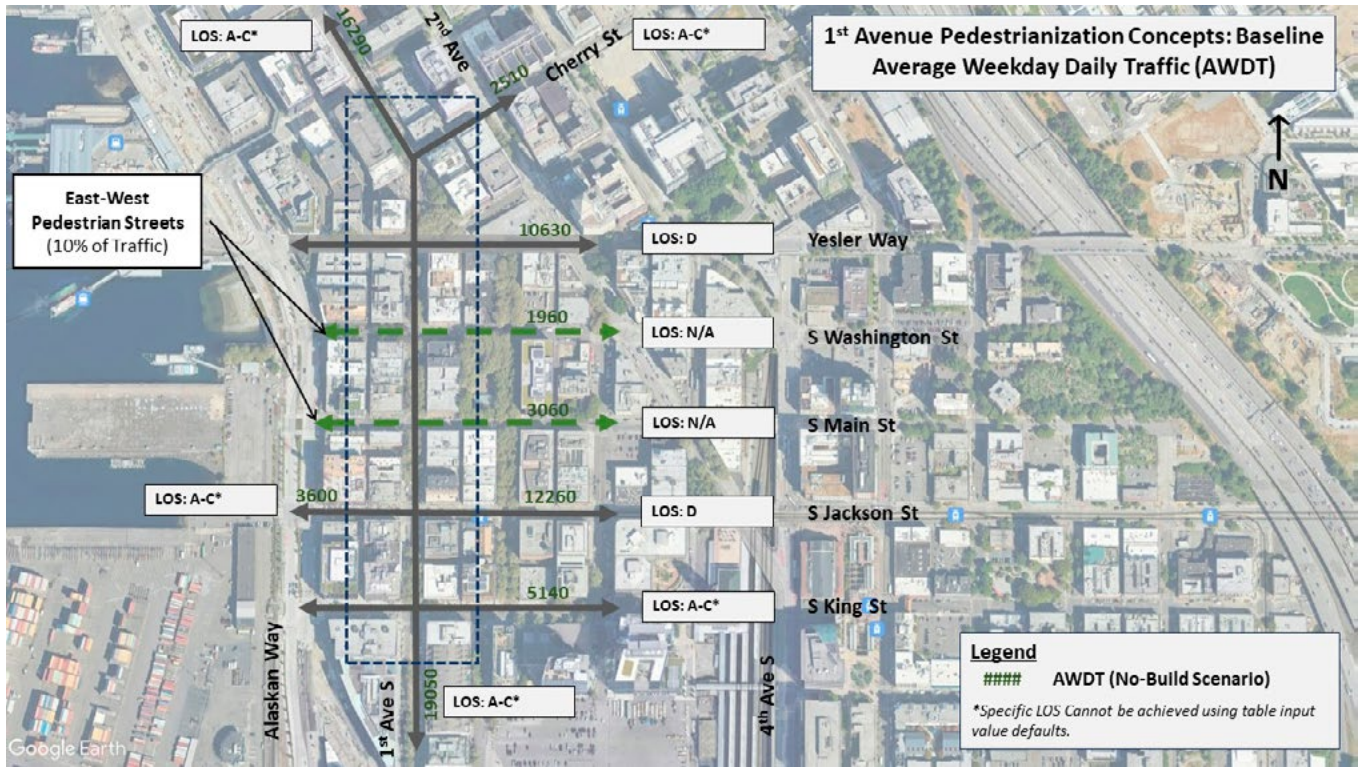 1st Avenue Pedestrianization Concepts: Baseline
Average Weekday Daily Traffic (AWDT)
LOS: A-C*
16290
2nd Ave
Cherry St
2510
LOS: A-C*
N
East-West
Pedestrian Streets
(10% of Traffic)
10630
LOS: D
Yesler Way
1960
LOS: N/A
S Washington St
3060
LOS: N/A
S Main St
LOS: A-C*
3600
12260
LOS: D
S Jackson St
5140
LOS: A-C*
S King St
Alaskan Way
1st Ave S
19050
LOS: A-C*
4th Ave S
Legend
#### AWDT (No-Build Scenario)
*Specific LOS Cannot be achieved using table input
value defaults.
Google Earth